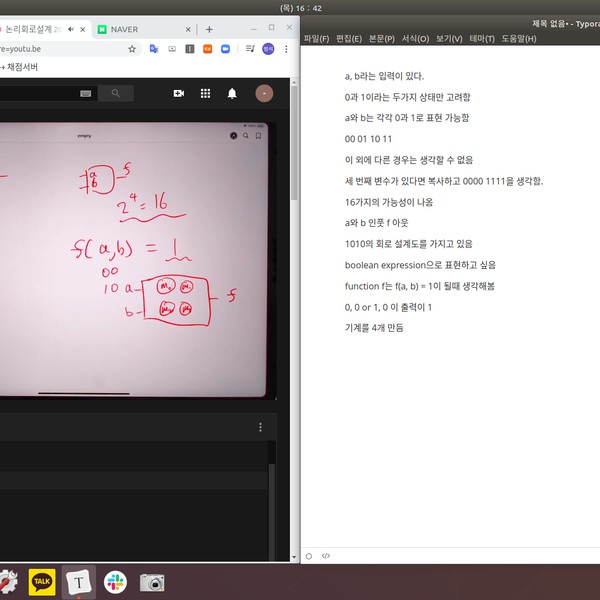 (목) 16 : 42
논리회로설계 20
NAVER
re=youtu.be
채점서버
empty
a
b
f
2⁴ = 16
f(a,b) = 1
00
10 a
b
f
제목 없음• - Typora
파일(F) 편집(E) 본문(P) 서식(O) 보기(V) 테마(T) 도움말(H)
a, b라는 입력이 있다.
0과 1이라는 두가지 상태만 고려함
a와 b는 각각 0과 1로 표현 가능함
00 01 10 11
이 외에 다른 경우는 생각할 수 없음
세 번째 변수가 있다면 복사하고 0000 1111을 생각함.
16가지의 가능성이 나옴
a와 b 인풋 f 아웃
1010의 회로 설계도를 가지고 있음
boolean expression으로 표현하고 싶음
function f는 f(a, b) = 1이 될때 생각해봄
0, 0 or 1, 0 이 출력이 1
기계를 4개 만듬
TALK
T